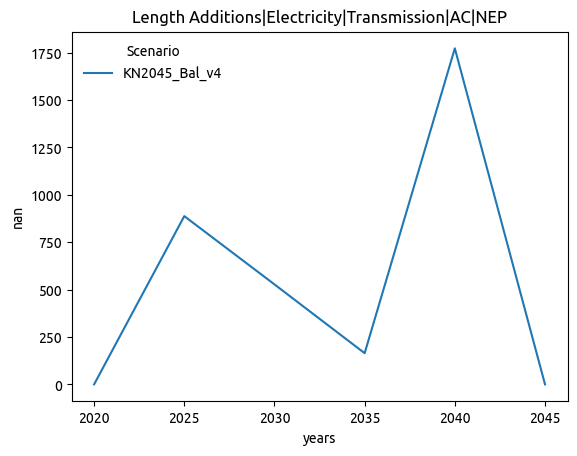 Length Additions|Electricity|Transmission|AC|NEP
Scenario
KN2045_Bal_v4
1750
1500
1250
1000
750
500
250
0
nan
2020 2025 2030 2035 2040 2045
years